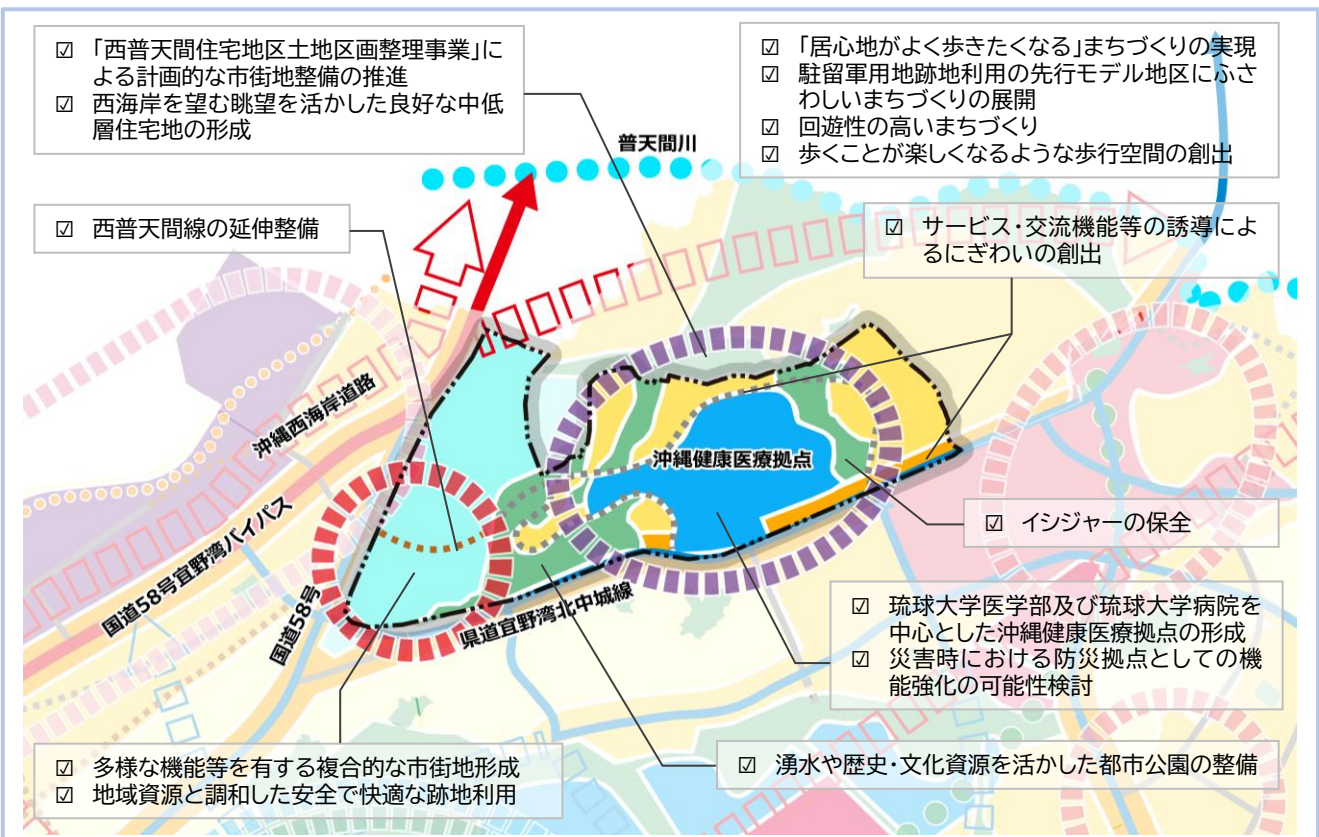 ☑ 「西普天間住宅地区土地区画整理事業」に
よる計画的な市街地整備の推進
☑ 西海岸を望む眺望を活かした良好な中低
層住宅地の形成
☑ 「居心地がよく歩きたくなる」まちづくりの実現
☑ 駐留軍用地跡地利用の先行モデル地区にふさ
わしいまちづくりの展開
☑ 回遊性の高いまちづくり
☑ 歩くことが楽しくなるような歩行空間の創出
普天間川
☑ 西普天間線の延伸整備
☑ サービス・交流機能等の誘導によ
るにぎわいの創出
沖縄西海岸道路
国道58号宜野湾バイパス
国道58号
県道宜野湾北中城線
沖縄健康医療拠点
☑ イシジャーの保全
☑ 琉球大学医学部及び琉球大学病院を
中心とした沖縄健康医療拠点の形成
☑ 災害時における防災拠点としての機
能強化の可能性検討
☑ 多様な機能等を有する複合的な市街地形成
☑ 地域資源と調和した安全で快適な跡地利用
☑ 湧水や歴史・文化資源を活かした都市公園の整備